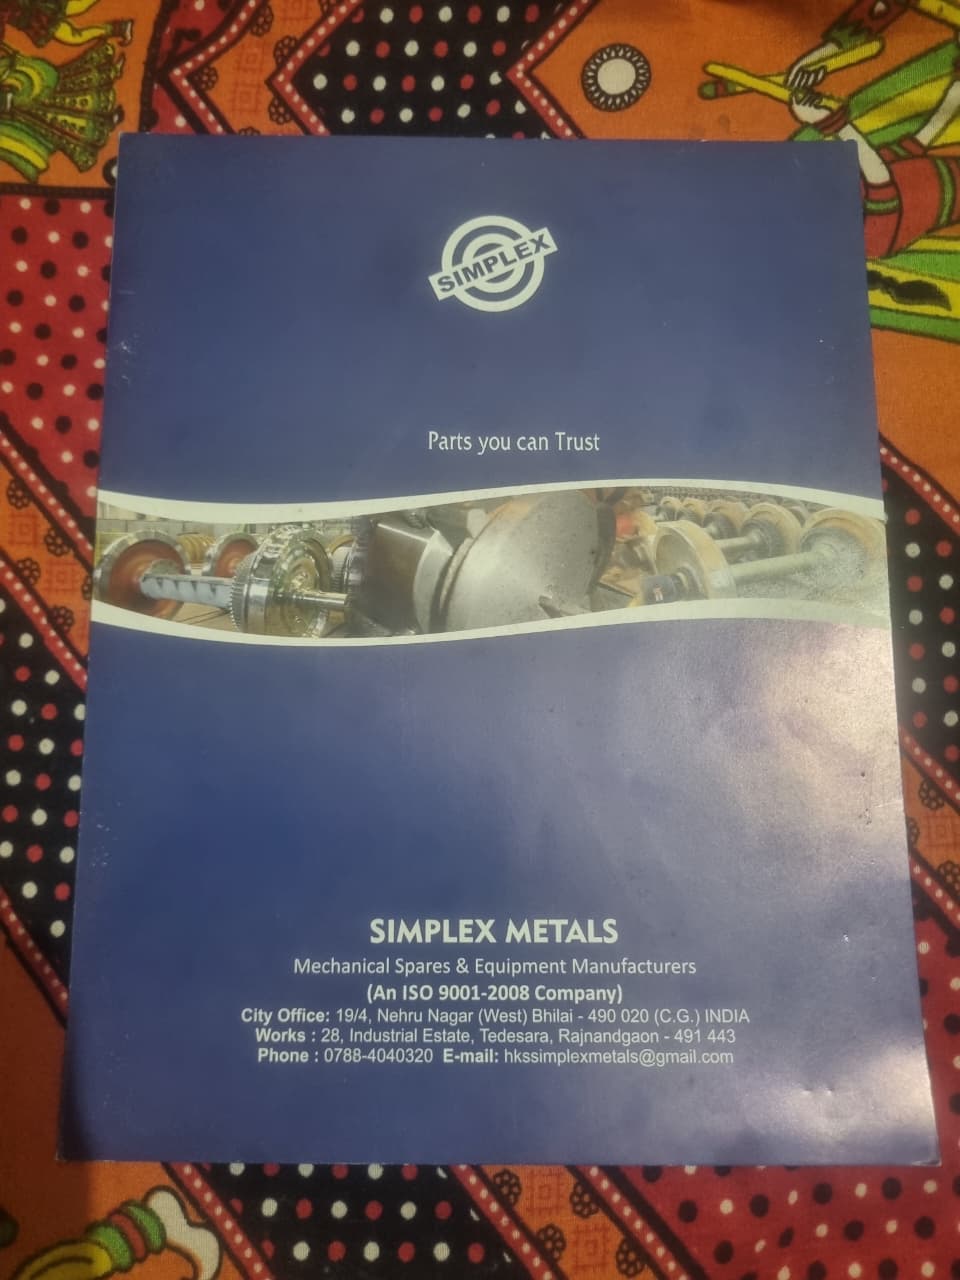 SIMPLEX
Parts you can Trust
SIMPLEX METALS
Mechanical Spares & Equipment Manufacturers
(An ISO 9001-2008 Company)
City Office: 19/4, Nehru Nagar (West) Bhilai - 490 020 (C.G.) INDIA
Works : 28, Industrial Estate, Tedesara, Rajnandgaon - 491 443
Phone : 0788-4040320 E-mail: hkssimplexmetals@gmail.com